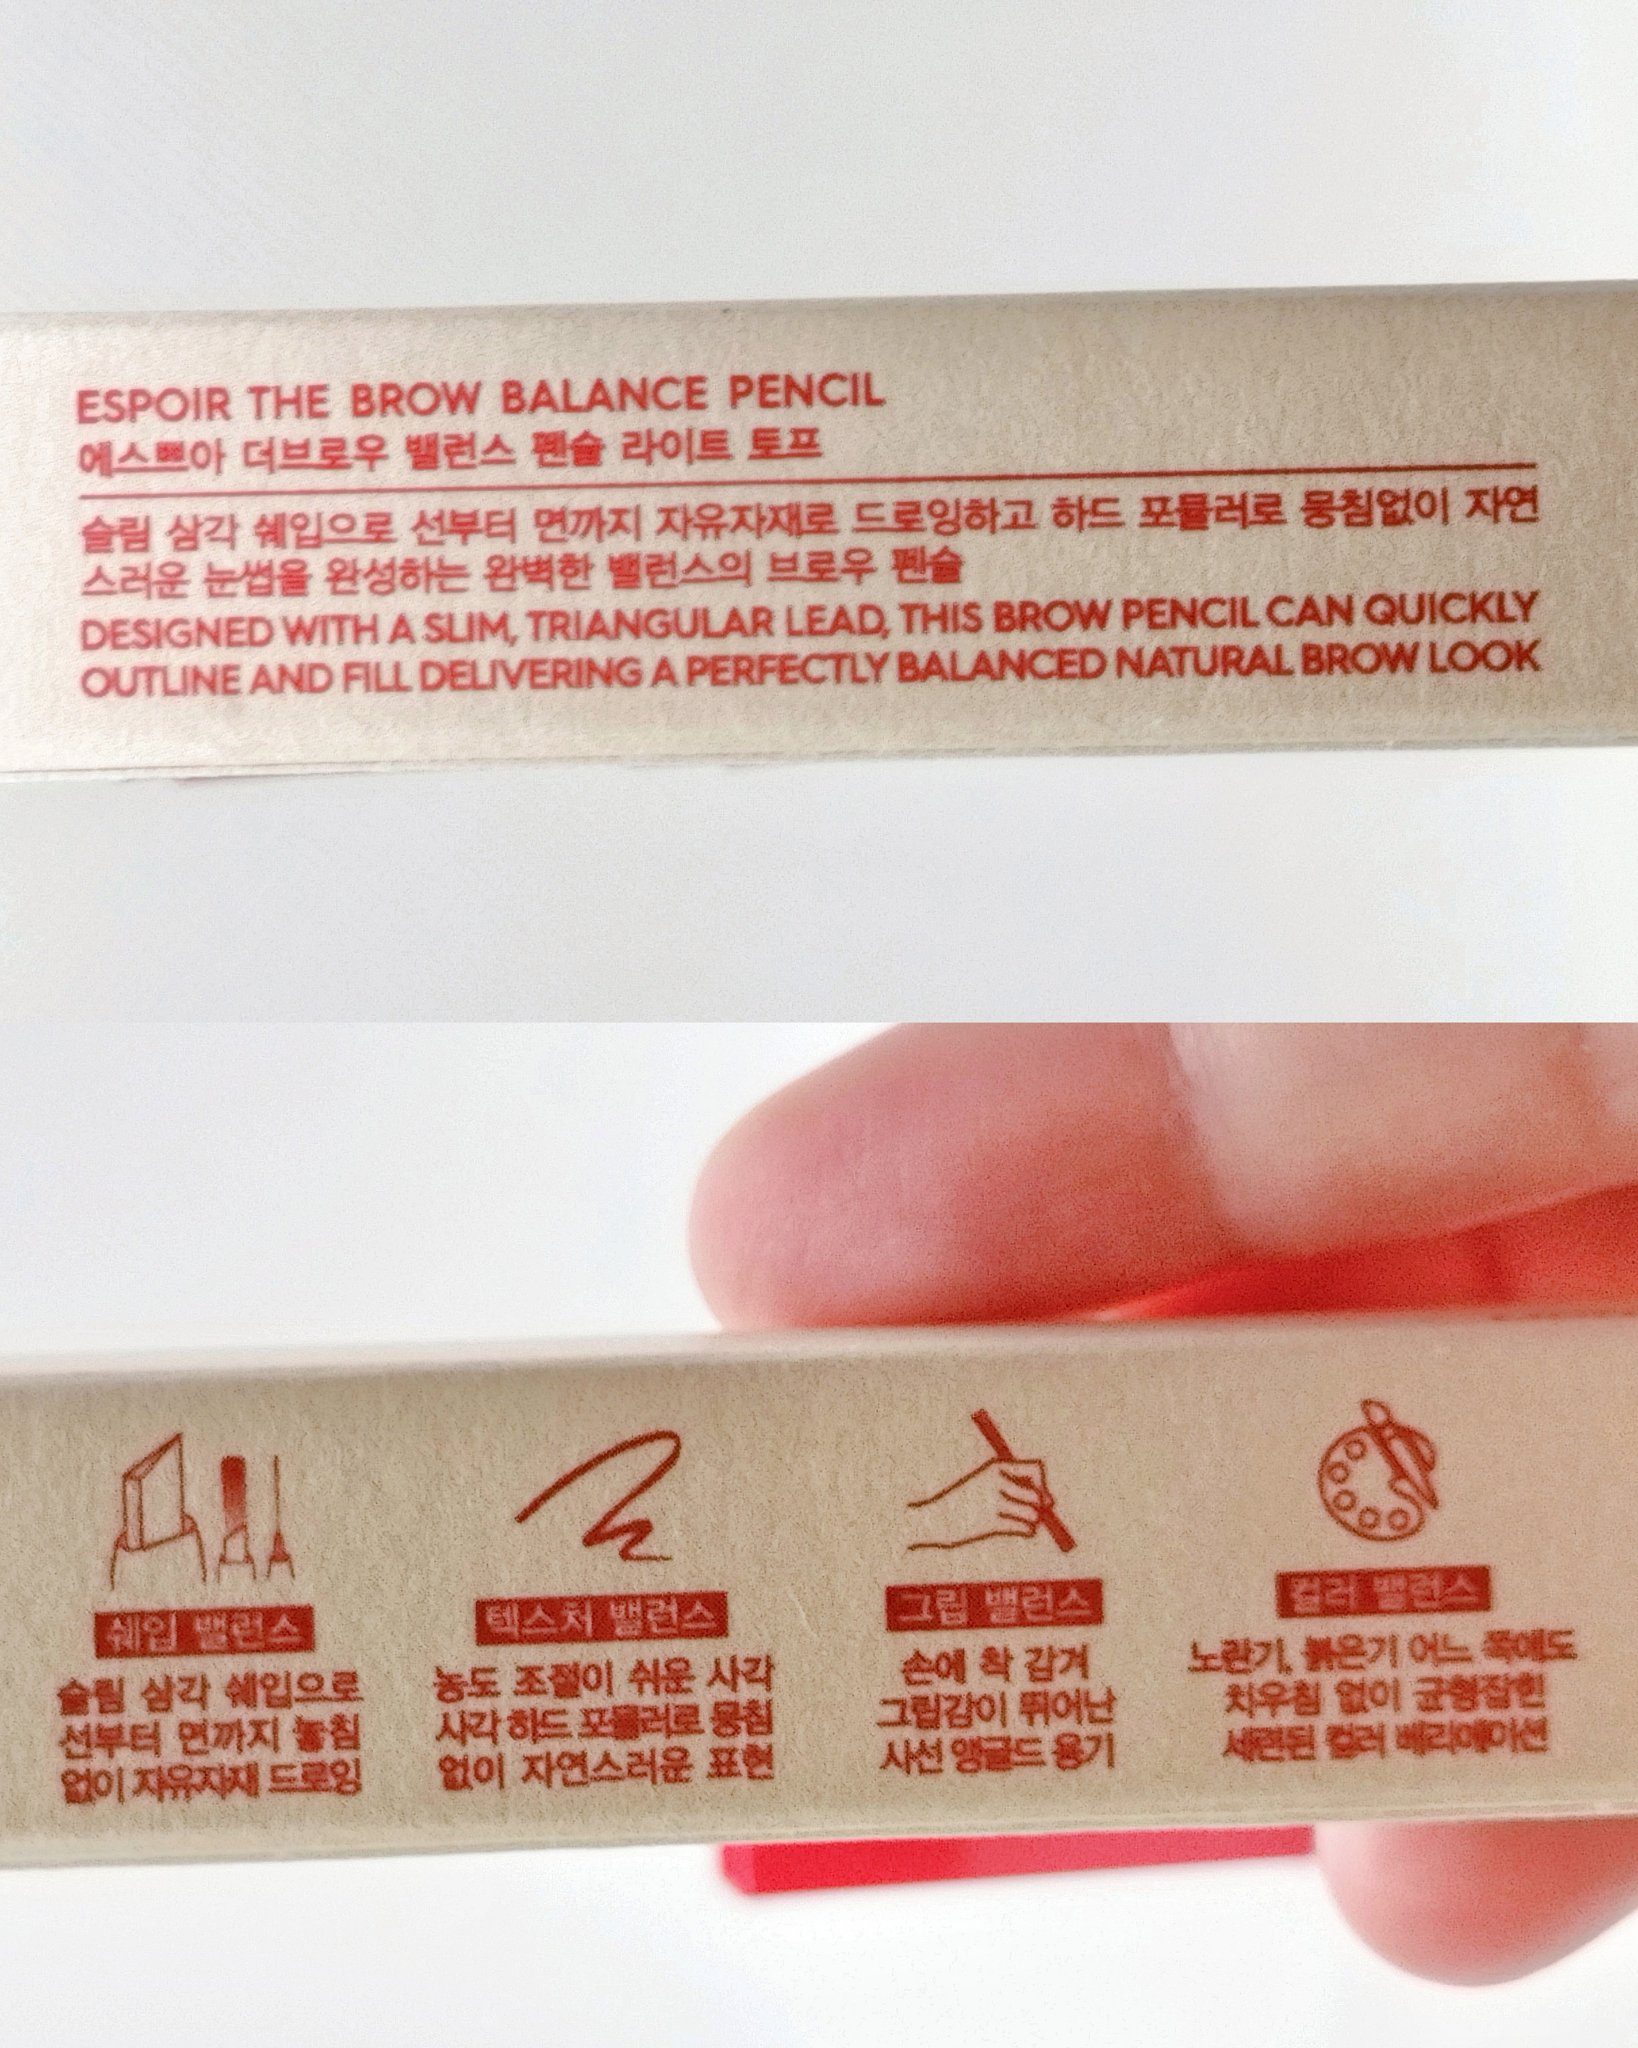 ESPOIR THE BROW BALANCE PENCIL
에스쁘아 더브로우 밸런스 펜슬 라이트 토프
슬림 삼각 쉐입으로 선부터 면까지 자유자재로 드로잉하고 하드 포뮬러로 뭉침없이 자연
스러운 눈썹을 완성하는 완벽한 밸런스의 브로우 펜슬
DESIGNED WITH A SLIM, TRIANGULAR LEAD, THIS BROW PENCIL CAN QUICKLY
OUTLINE AND FILL DELIVERING A PERFECTLY BALANCED NATURAL BROW LOOK
쉐입 밸런스
슬림 삼각 쉐입으로
선부터 면까지 놓침
없이 자유자재 드로잉
텍스처 밸런스
농도 조절이 쉬운 사각
사각 하드 포뮬러로 뭉침
없이 자연스러운 표현
그립 밸런스
손에 착 감겨
그립감이 뛰어난
사선 앵글드 용기
컬러 밸런스
노란기, 붉은기 어느 쪽에도
치우침 없이 균형잡힌
세련된 컬러 베리에이션